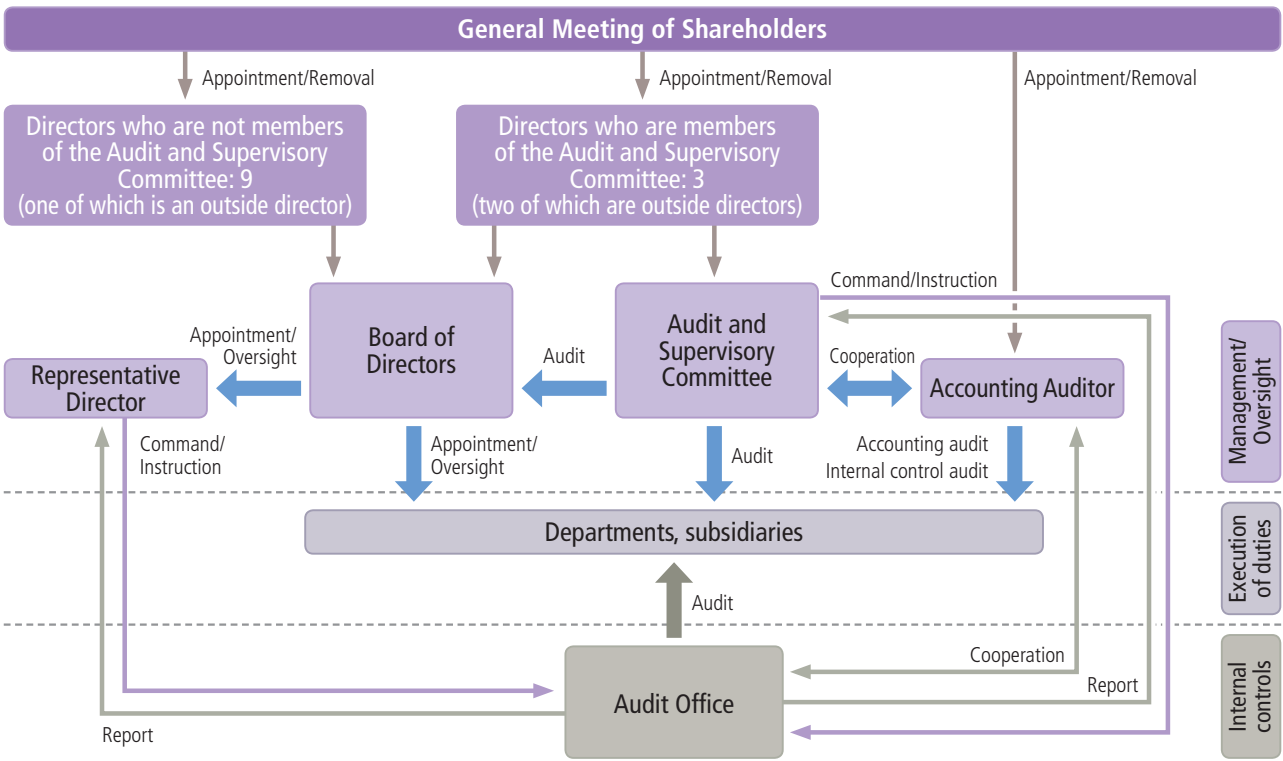 General Meeting of Shareholders
Appointment/Removal
Appointment/Removal
Appointment/Removal
Directors who are not members
of the Audit and Supervisory
Committee: 9
(one of which is an outside director)
Directors who are members
of the Audit and Supervisory
Committee: 3
(two of which are outside directors)
Command/Instruction
Board of
Directors
Audit and
Supervisory
Committee
Appointment/
Oversight
Audit
Cooperation
Representative
Director
Accounting Auditor
Management/
Oversight
Command/
Instruction
Appointment/
Oversight
Audit
Accounting audit
Internal control audit
Departments, subsidiaries
Execution
of duties
Audit
Cooperation
Report
Audit Office
Report
Internal
controls